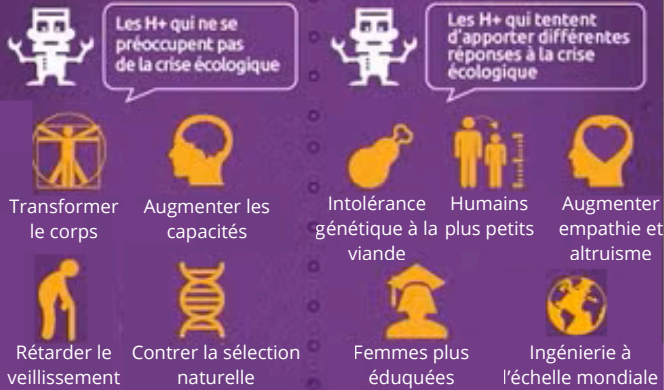 Les H+ qui ne se
préoccupent pas
de la crise écologique
Transformer
le corps
Augmenter les
capacités
Rétarder le
veillissement
Contrer la sélection
naturelle
Les H+ qui tentent
d'apporter différentes
réponses à la crise
écologique
Intolérance
génétique à la
viande
Humains
plus petits
Augmenter
empathie et
altruisme
Femmes plus
éduquées
Ingénierie à
l'échelle mondiale